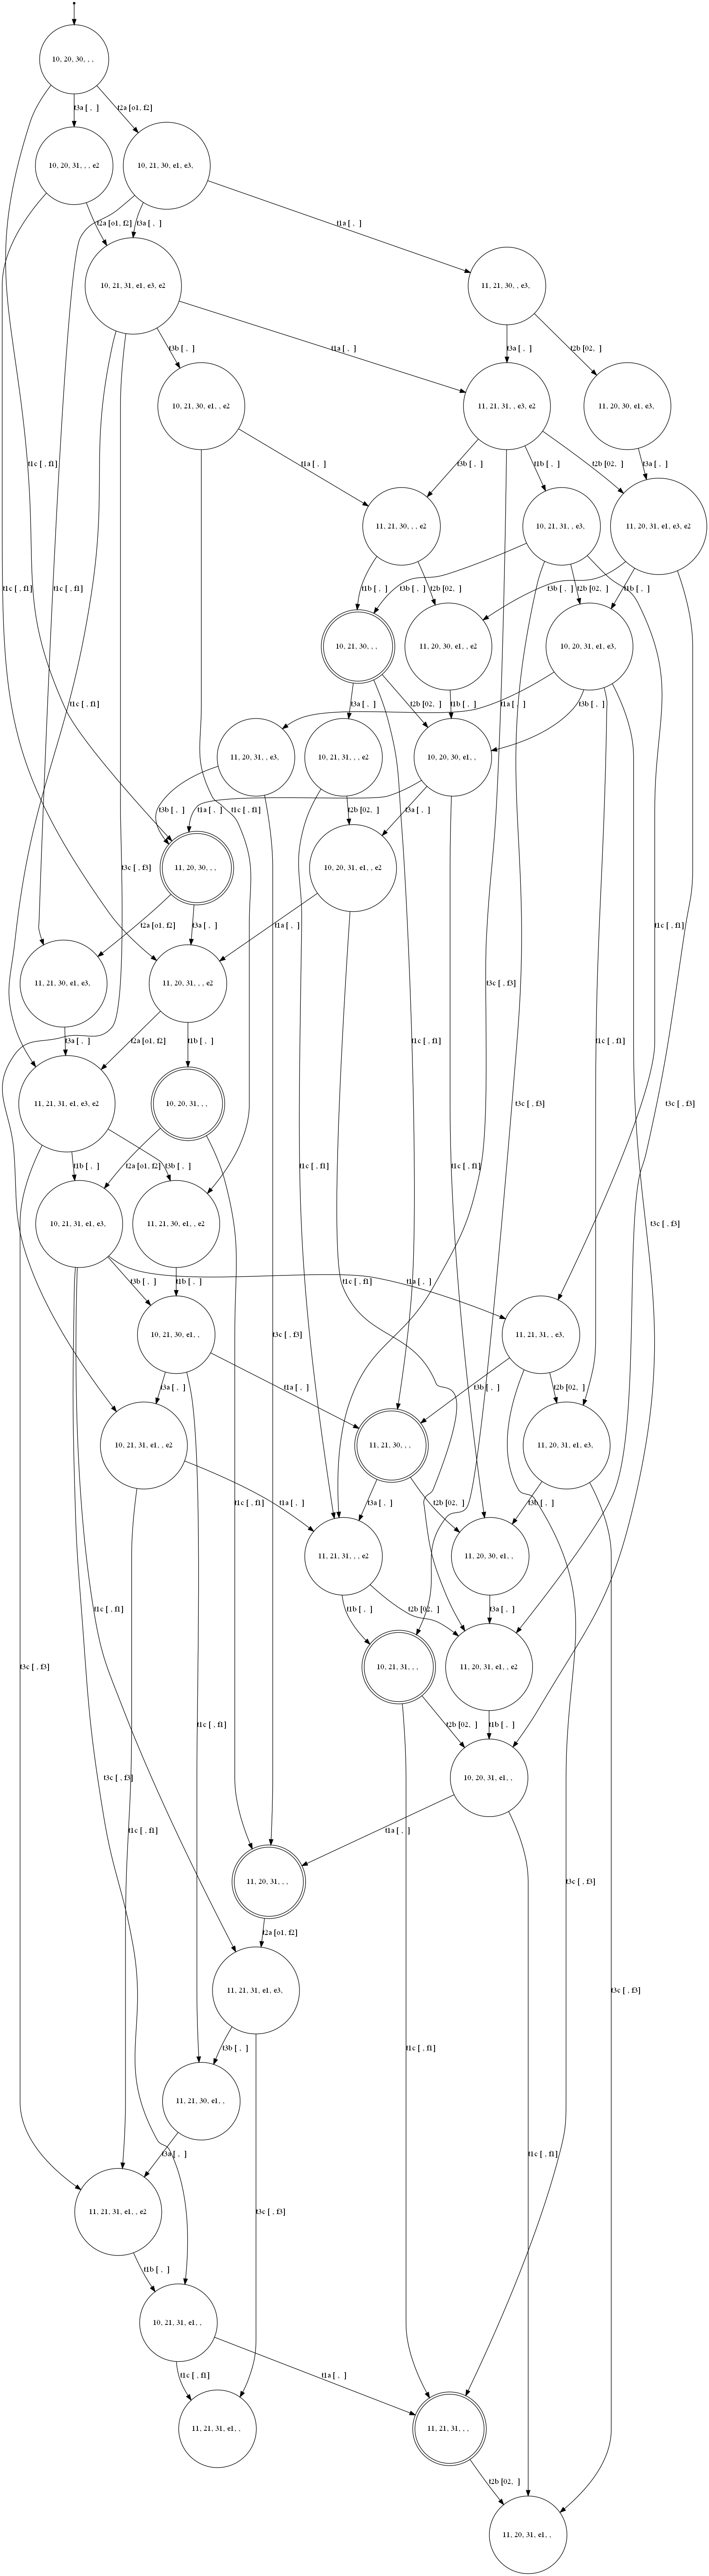 10, 20, 30, , ,
t3a [ ,  ]
t2a [o1, f2]
10, 20, 31, , , e2
10, 21, 30, e1, e3,
t2a [o1, f2]
t3a [ ,  ]
t1a [ ,  ]
10, 21, 31, e1, e3, e2
11, 21, 30, , e3,
t3b [ ,  ]
t1a [ ,  ]
t3a [ ,  ]
t2b [02,  ]
10, 21, 30, e1, , e2
11, 21, 31, , e3, e2
11, 20, 30, e1, e3,
t1c [ , f1]
t1a [ ,  ]
t3b [ ,  ]
t1b [ ,  ]
t2b [02,  ]
t3a [ ,  ]
11, 21, 30, , , e2
10, 21, 31, , e3,
11, 20, 31, e1, e3, e2
t1c [ , f1]
t1c [ , f1]
t1b [ ,  ]
t3b [ ,  ]
t2b [02,  ]
t3b [ ,  ]
t2b [02,  ]
t1b [ ,  ]
10, 21, 30, , ,
11, 20, 30, e1, , e2
10, 20, 31, e1, e3,
t1c [ , f1]
t3a [ ,  ]
t2b [02,  ]
t1b [ ,  ]
t1a [ ,  ]
t3b [ ,  ]
11, 20, 31, , e3,
10, 21, 31, , , e2
10, 20, 30, e1, ,
t3b [ ,  ]
t1a [ ,  ]
t1c [ , f1]
t2b [02,  ]
t3a [ ,  ]
t3c [ , f3]
11, 20, 30, , ,
10, 20, 31, e1, , e2
t2a [o1, f2]
t3a [ ,  ]
t1a [ ,  ]
t1c [ , f1]
11, 21, 30, e1, e3,
11, 20, 31, , , e2
t3c [ , f3]
t3a [ ,  ]
t2a [o1, f2]
t1b [ ,  ]
t1c [ , f1]
t1c [ , f1]
11, 21, 31, e1, e3, e2
10, 20, 31, , ,
t3c [ , f3]
t3c [ , f3]
t1b [ ,  ]
t2a [o1, f2]
t3b [ ,  ]
t1c [ , f1]
t1c [ , f1]
10, 21, 31, e1, e3,
11, 21, 30, e1, , e2
t3c [ , f3]
t3b [ ,  ]
t1b [ ,  ]
t1c [ , f1]
t1a [ ,  ]
10, 21, 30, e1, ,
t3c [ , f3]
11, 21, 31, , e3,
t3a [ ,  ]
t1a [ ,  ]
t3b [ ,  ]
t2b [02,  ]
10, 21, 31, e1, , e2
11, 21, 30, , ,
11, 20, 31, e1, e3,
t1c [ , f1]
t1a [ ,  ]
t3a [ ,  ]
t2b [02,  ]
t3b [ ,  ]
11, 21, 31, , , e2
11, 20, 30, e1, ,
t1c [ , f1]
t1b [ ,  ]
t2b [02,  ]
t3a [ ,  ]
t3c [ , f3]
10, 21, 31, , ,
11, 20, 31, e1, , e2
t1c [ , f1]
t2b [02,  ]
t1b [ ,  ]
t3c [ , f3]
10, 20, 31, e1, ,
t1c [ , f1]
t1a [ ,  ]
11, 20, 31, , ,
t3c [ , f3]
t2a [o1, f2]
11, 21, 31, e1, e3,
t3c [ , f3]
t3b [ ,  ]
t1c [ , f1]
11, 21, 30, e1, ,
t3a [ ,  ]
t1c [ , f1]
11, 21, 31, e1, , e2
t3c [ , f3]
t1b [ ,  ]
10, 21, 31, e1, ,
t1c [ , f1]
t1a [ ,  ]
11, 21, 31, e1, ,
11, 21, 31, , ,
t2b [02,  ]
11, 20, 31, e1, ,